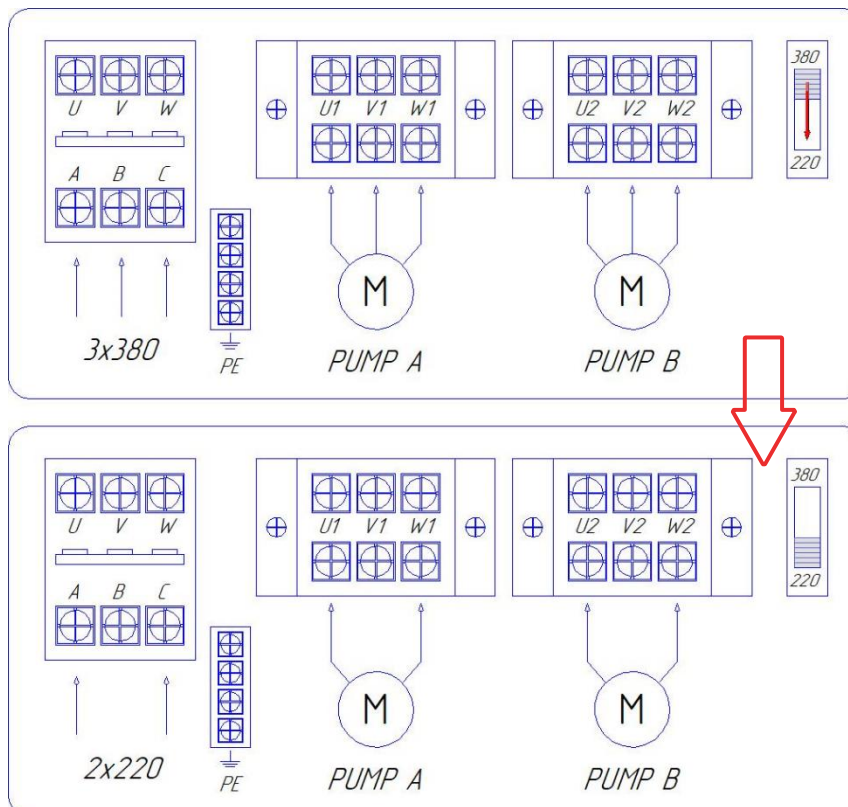 380
U V W U1 V1 W1 U2 V2 W2
220
A B C
M M
3x380 PE PUMP A PUMP B
380
U V W U1 V1 W1 U2 V2 W2
220
A B C
M M
2x220 PE PUMP A PUMP B